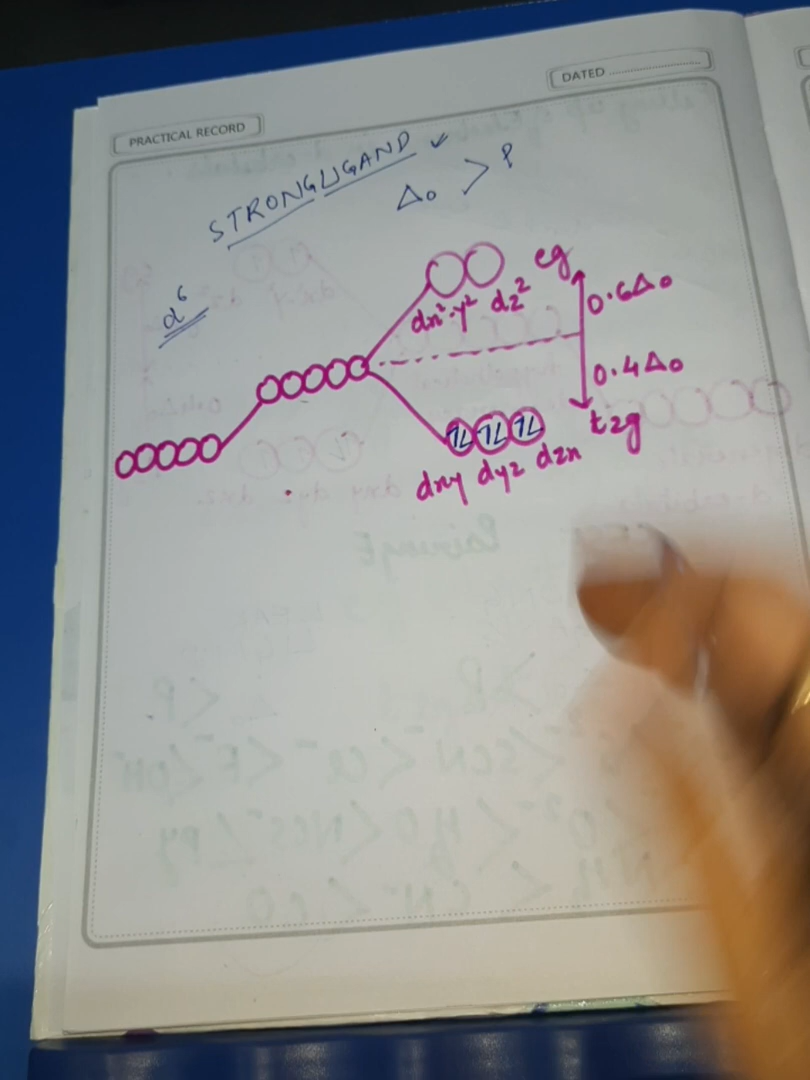 DATED
PRACTICAL RECORD
STRONG LIGAND ✓
Δo > P
d⁶
eg
dx²-y² dz²
0.6Δo
0.4Δo
t2g
dxy dyz dzx